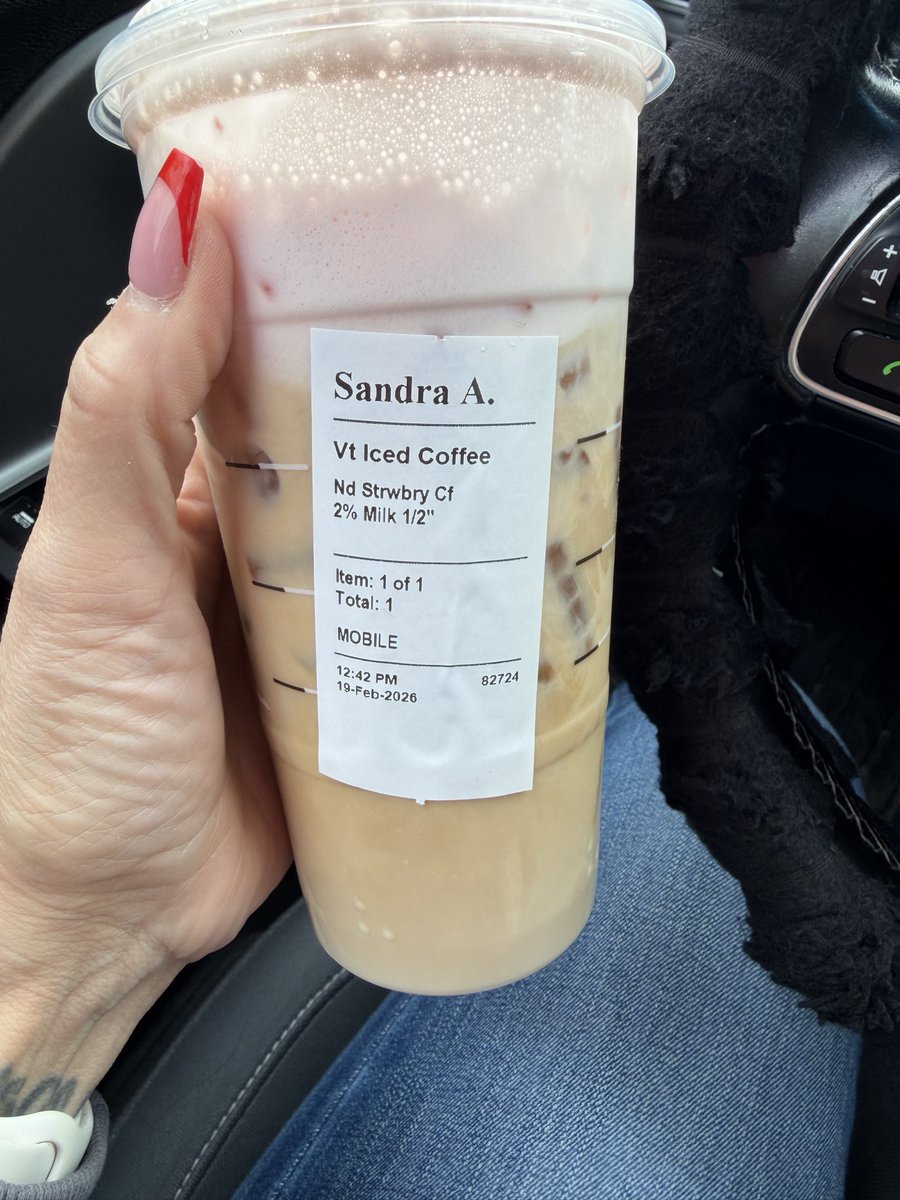 Sandra A.
Vt Iced Coffee
Nd Strwbry Cf
2% Milk 1/2"
Item: 1 of 1
Total: 1
MOBILE
12:42 PM 82724
19-Feb-2026